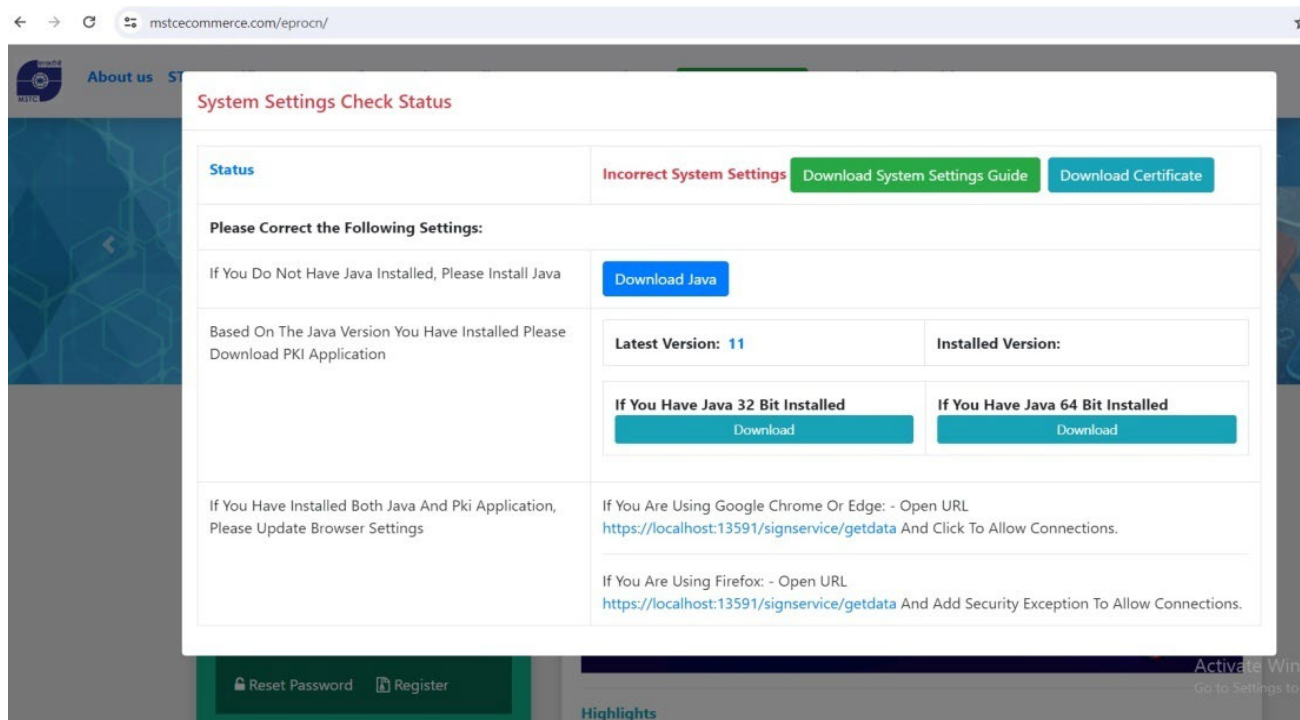 mstcecommerce.com/eprocn/
MSTC
About us
System Settings Check Status
Status
Incorrect System Settings Download System Settings Guide Download Certificate
Please Correct the Following Settings:
If You Do Not Have Java Installed, Please Install Java
Download Java
Based On The Java Version You Have Installed Please
Download PKI Application
Latest Version: 11
Installed Version:
If You Have Java 32 Bit Installed
Download
If You Have Java 64 Bit Installed
Download
If You Have Installed Both Java And Pki Application,
Please Update Browser Settings
If You Are Using Google Chrome Or Edge: - Open URL
https://localhost:13591/signservice/getdata And Click To Allow Connections.
If You Are Using Firefox: - Open URL
https://localhost:13591/signservice/getdata And Add Security Exception To Allow Connections.
Reset Password Register
Highlights
Activate Win
Go to Settings to